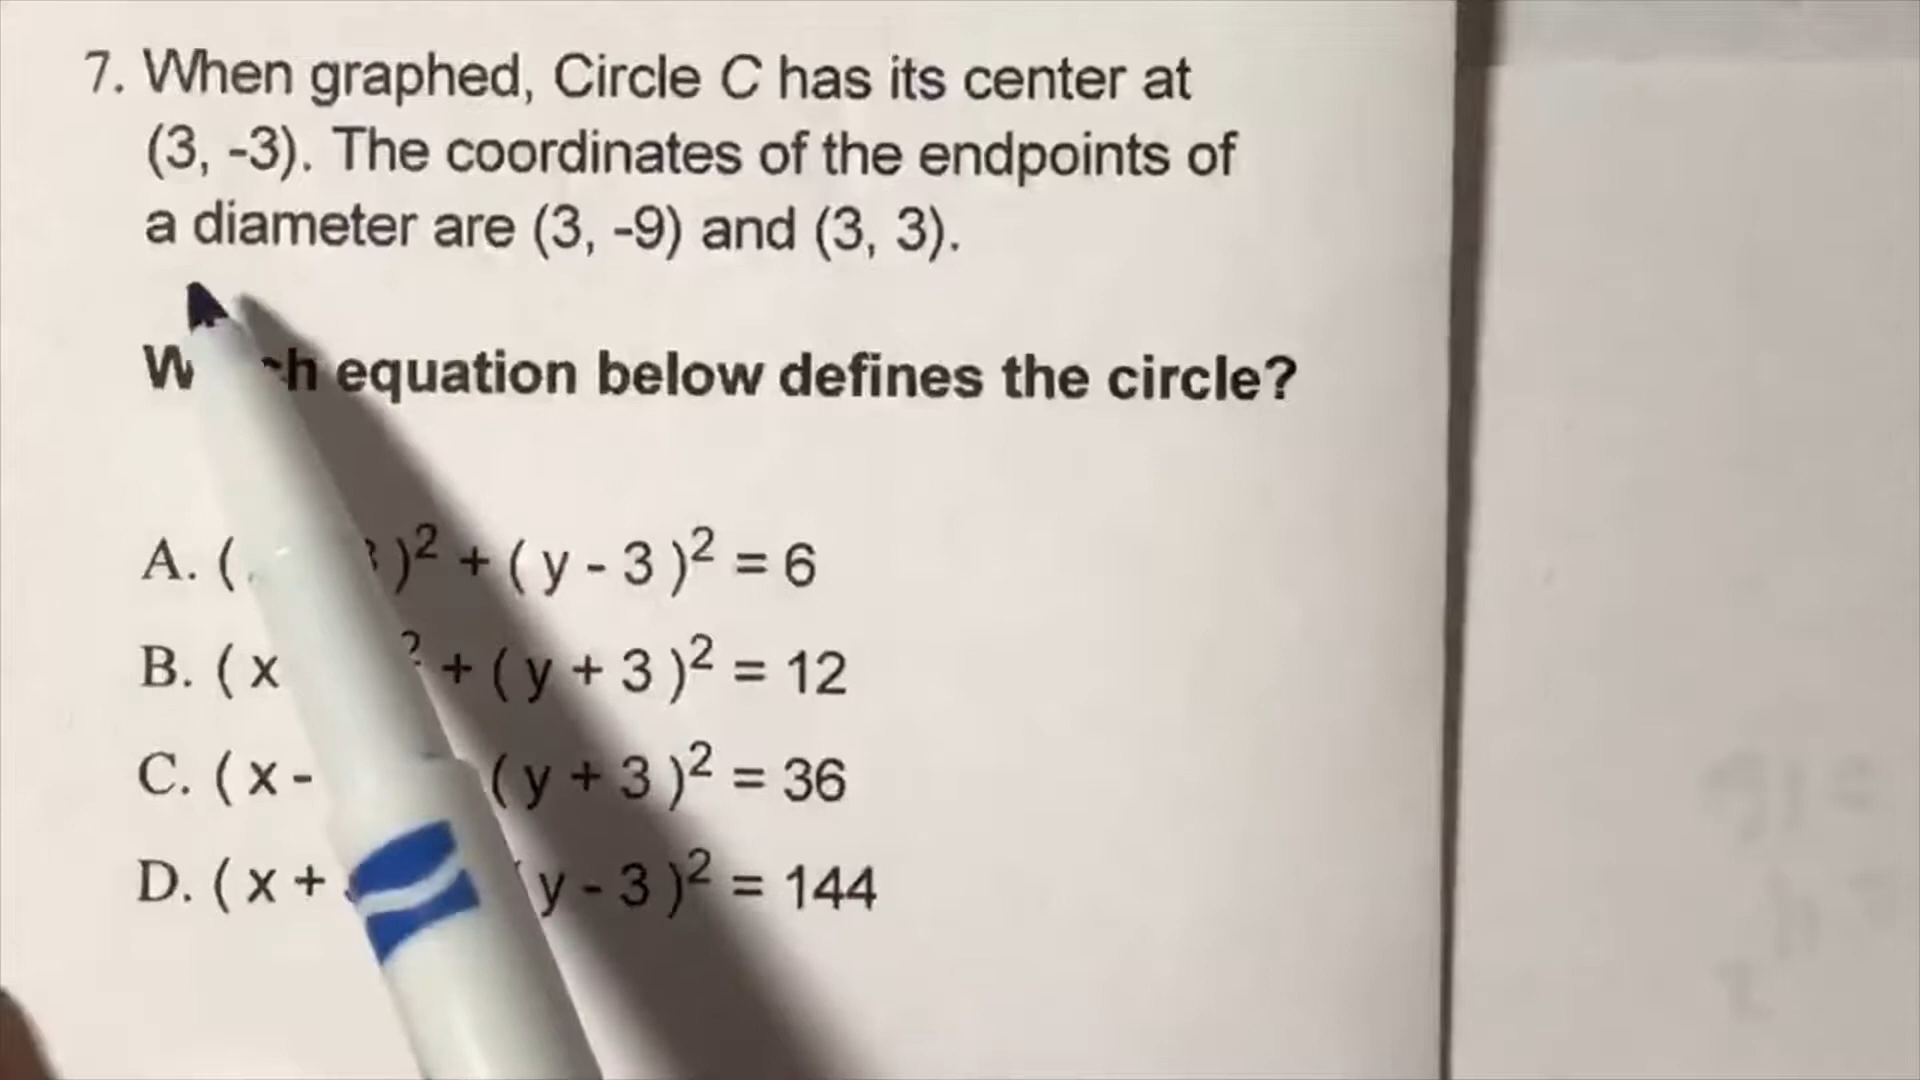 7. When graphed, Circle C has its center at
(3, -3). The coordinates of the endpoints of
a diameter are (3, -9) and (3, 3).
equation below defines the circle?
A. ( )² + ( y - 3 )² = 6
B. ( x + ( y + 3 )² = 12
C. ( x - ( y + 3 )² = 36
D. ( x + y - 3 )² = 144